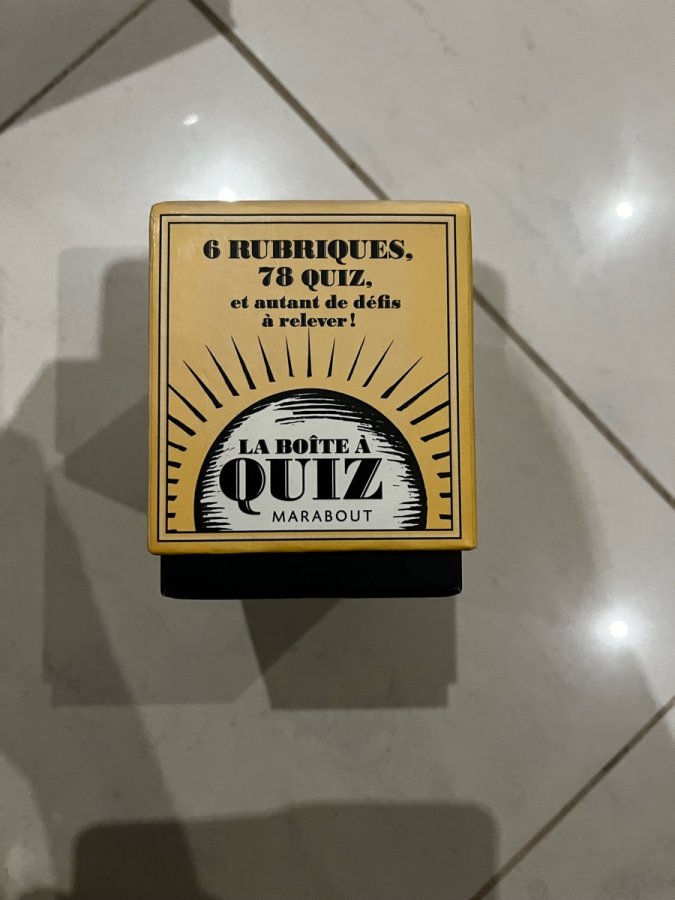 6 RUBRIQUES,
78 QUIZ,
et autant de défis
à relever !
LA BOÎTE À
QUIZ
MARABOUT